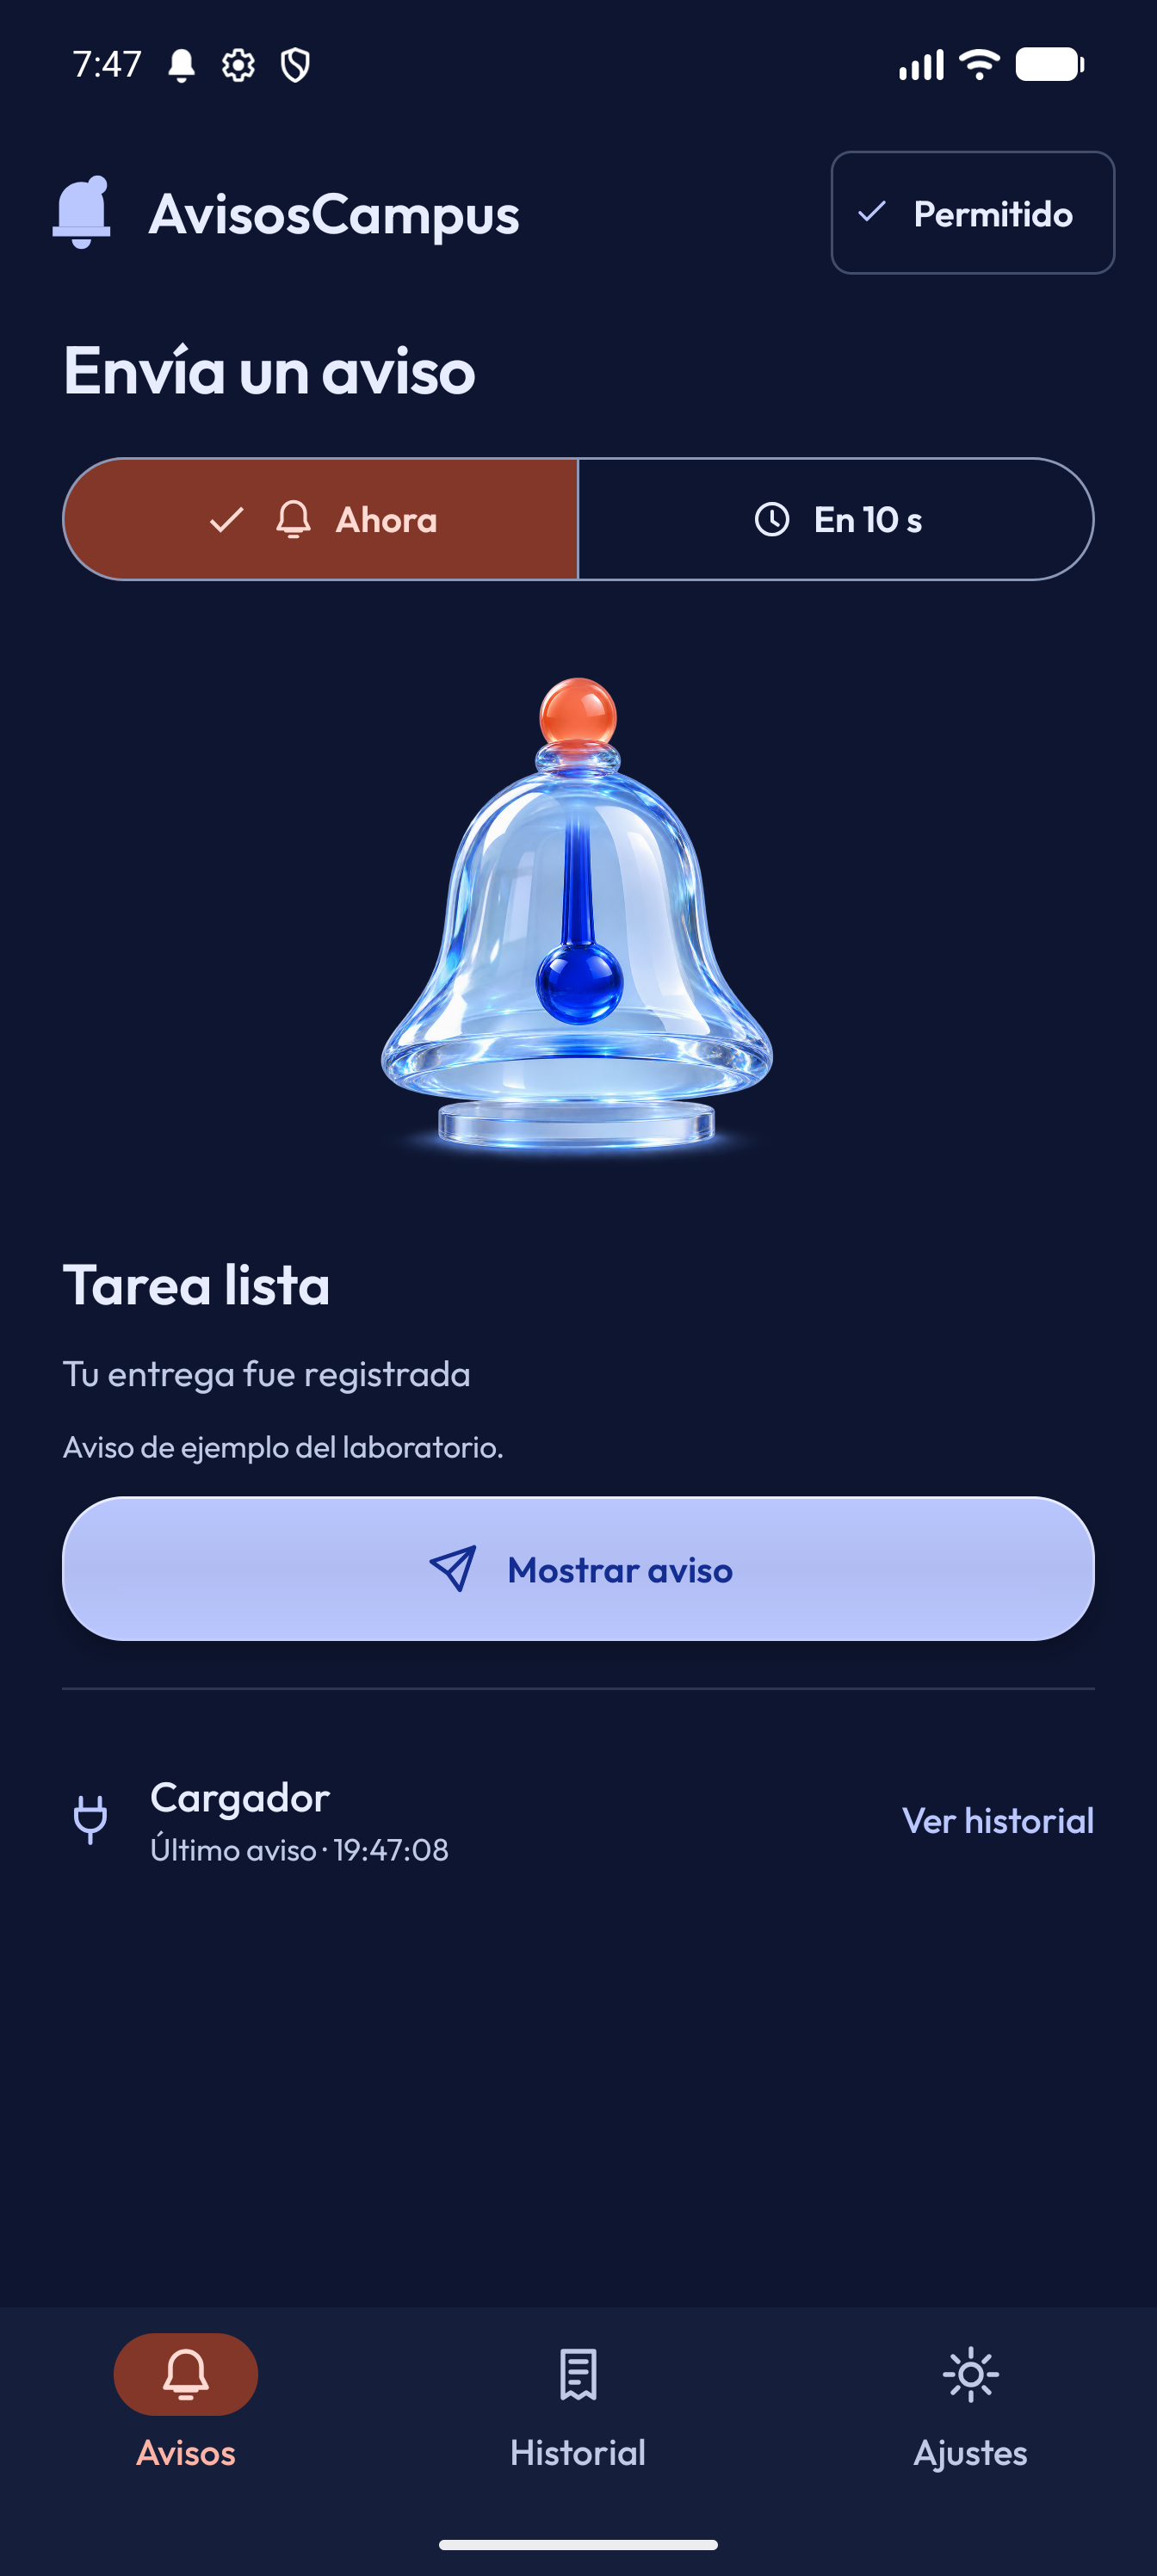 7:47
AvisosCampus
Permitido
Envía un aviso
Ahora
En 10 s
Tarea lista
Tu entrega fue registrada
Aviso de ejemplo del laboratorio.
Mostrar aviso
Cargador
Último aviso · 19:47:08
Ver historial
Avisos
Historial
Ajustes